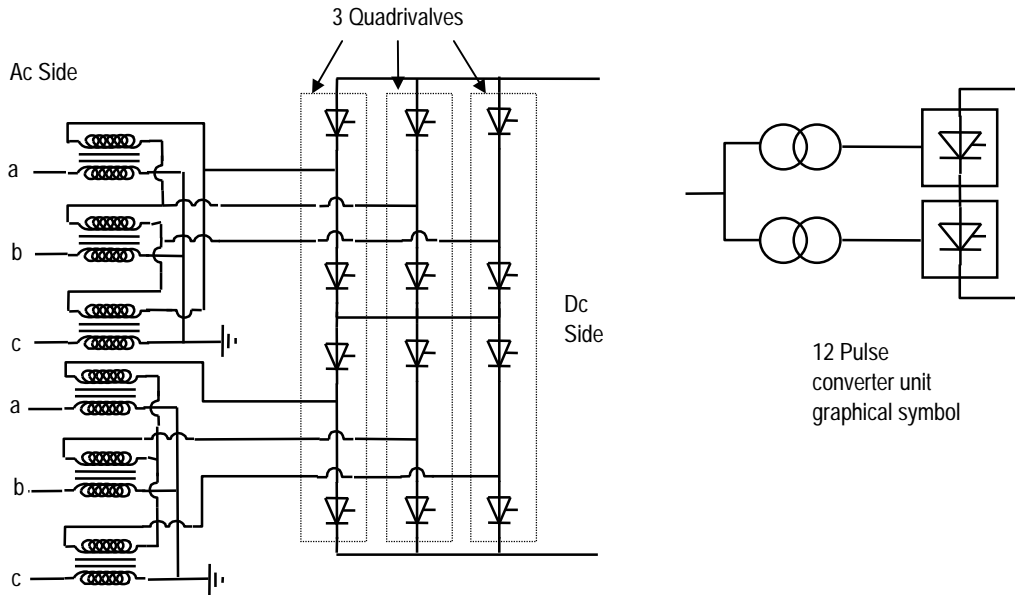 3 Quadrivalves
Ac Side
a
b
c
a
b
c
Dc
Side
12 Pulse
converter unit
graphical symbol